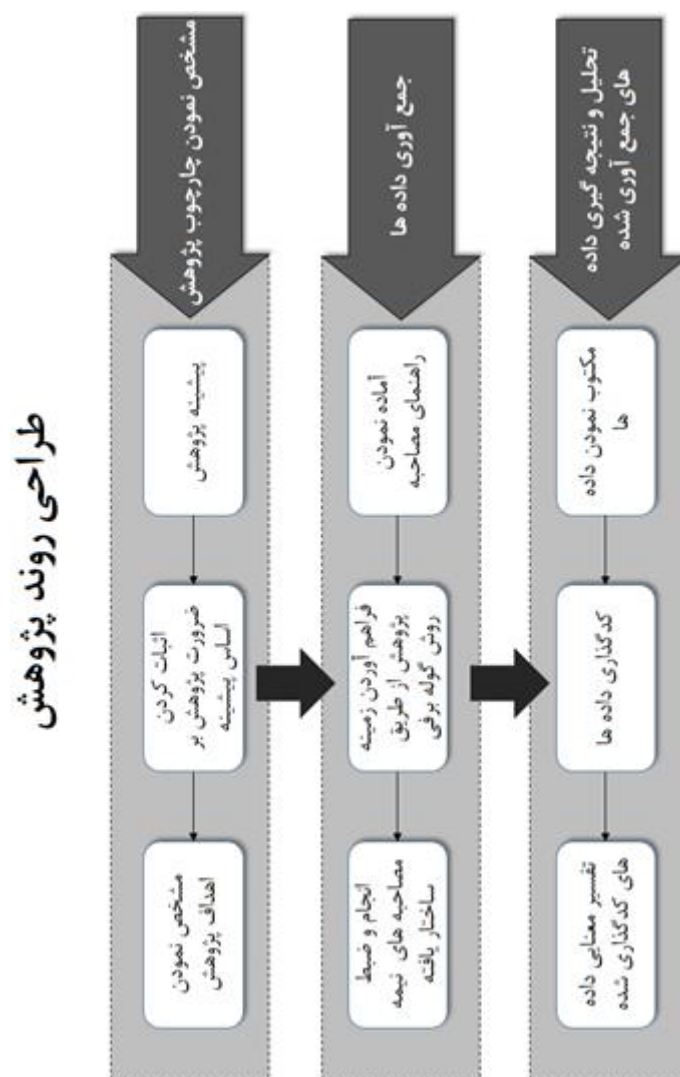 طراحی روند پژوهش
مشخص نمودن چارچوب پژوهش
پیشینه پژوهش
اثبات کردن
ضرورت پژوهش بر
اساس پیشینه
مشخص نمودن
اهداف پژوهش
جمع آوری داده ها
آماده نمودن
راهنمای مصاحبه
فراهم آوردن زمینه
پژوهش از طریق
روش گوله برفی
انجام و ضبط
مصاحبه های نیمه
ساختار یافته
تحلیل و نتیجه گیری داده
های جمع آوری شده
مکتوب نمودن داده
ها
کدگذاری داده ها
تفسیر معنایی داده
های کدگذاری شده